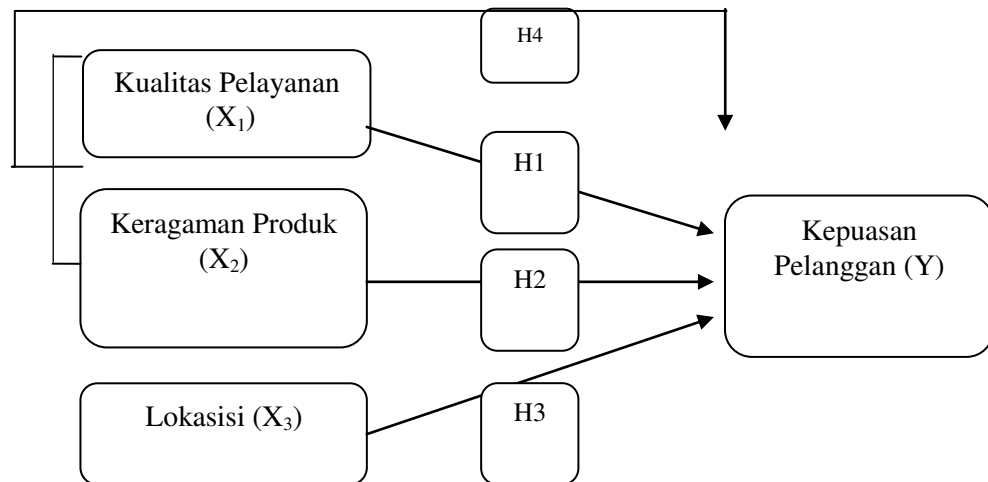 H4
Kualitas Pelayanan
(X₁)
H1
Keragaman Produk
(X₂)
H2
Kepuasan
Pelanggan (Y)
Lokasisi (X₃)
H3